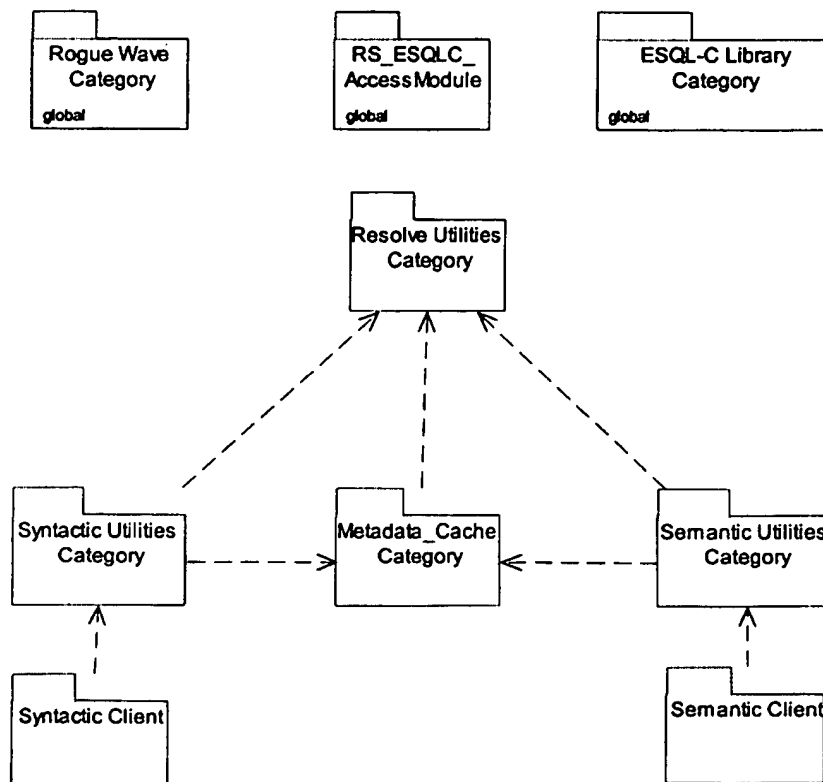 Rogue Wave
Category
global
RS_ESQLC_
AccessModule
global
ESQL-C Library
Category
global
Resolve Utilities
Category
Syntactic Utilities
Category
Metadata_Cache
Category
Semantic Utilities
Category
Syntactic Client
Semantic Client